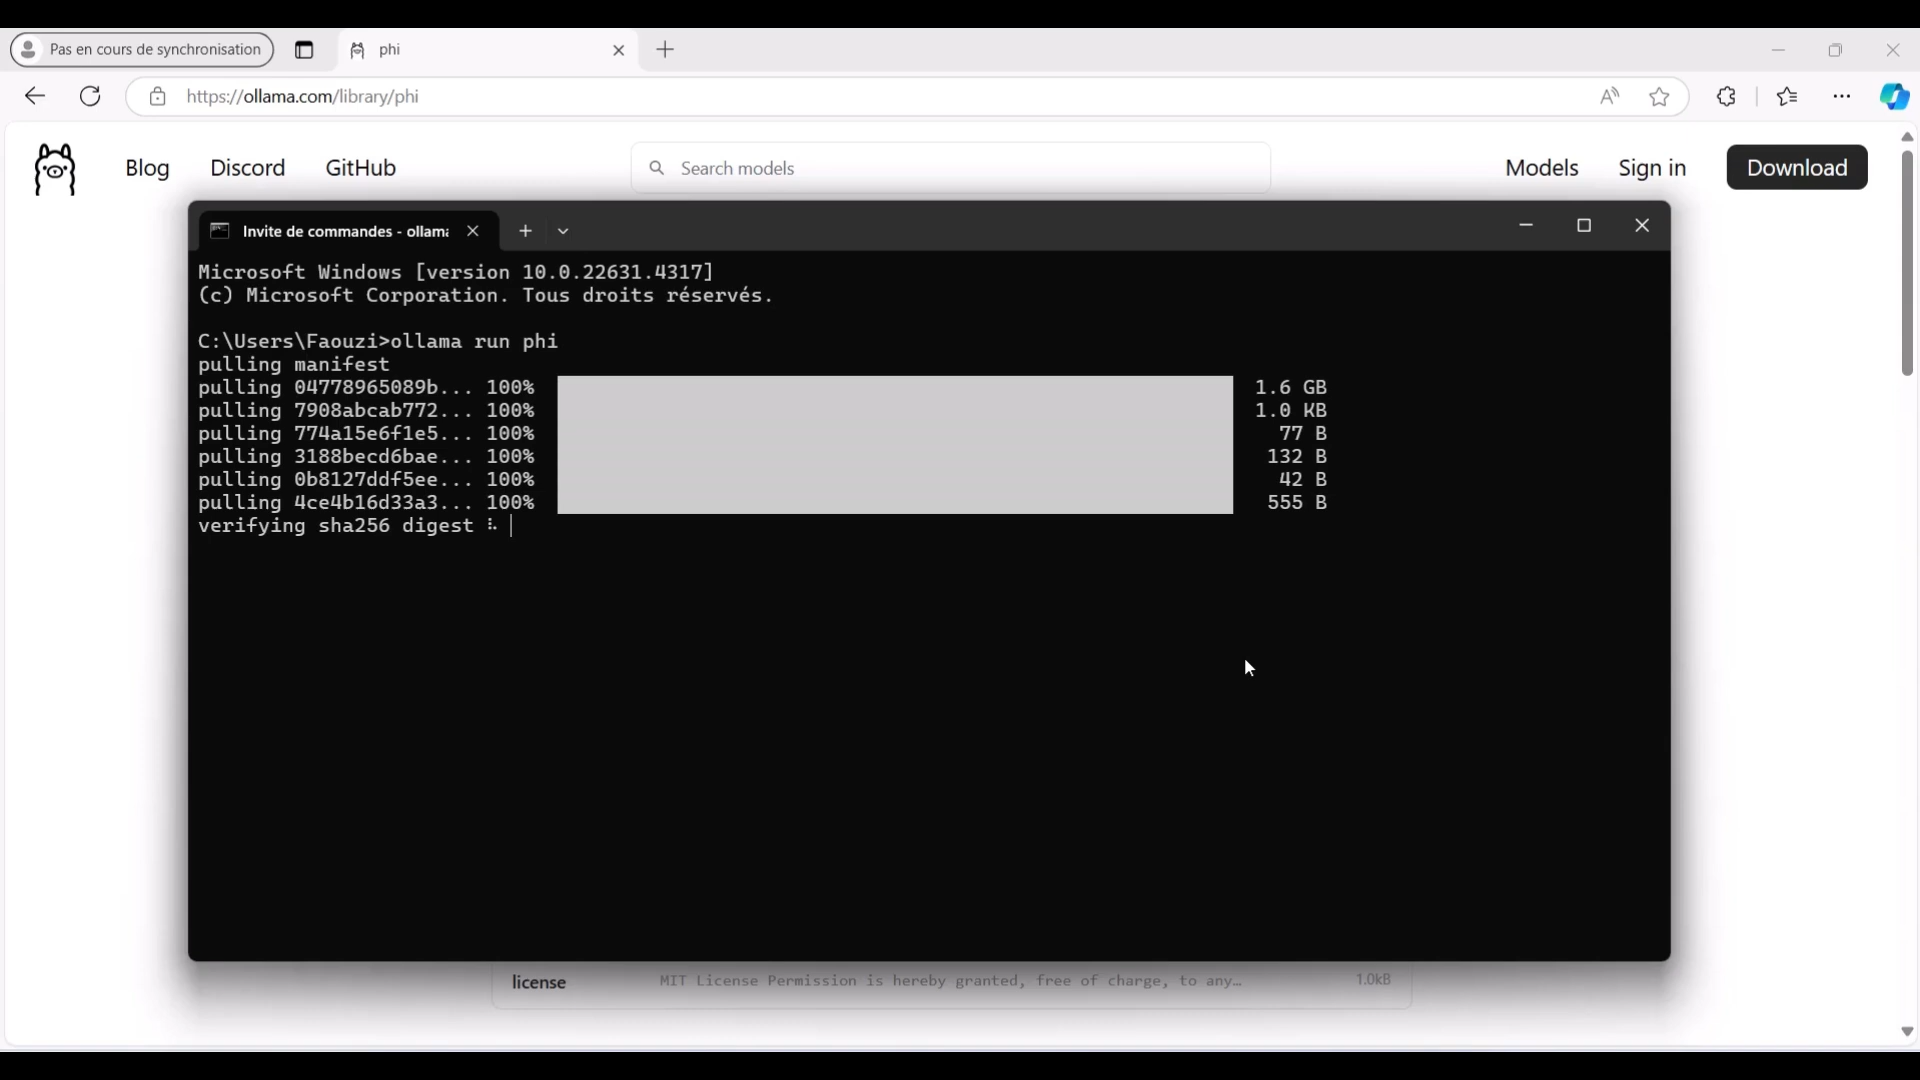 Pas en cours de synchronisation
phi
https://ollama.com/library/phi
Blog
Discord
GitHub
Search models
Models
Sign in
Download
Invite de commandes - ollama
Microsoft Windows [version 10.0.22631.4317]
(c) Microsoft Corporation. Tous droits réservés.
C:\Users\Faouzi>ollama run phi
pulling manifest
pulling 04778965089b... 100% 1.6 GB
pulling 7908abcab772... 100% 1.0 KB
pulling 774a15e6f1e5... 100% 77 B
pulling 3188becd6bae... 100% 132 B
pulling 0b8127ddf5ee... 100% 42 B
pulling 4ce4b16d33a3... 100% 555 B
verifying sha256 digest
license MIT License Permission is hereby granted, free of charge, to any… 1.0kB